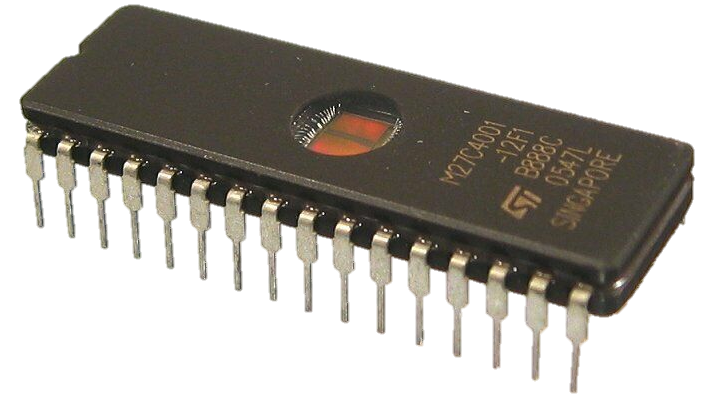 M27C4001
-12F1
B888C
0547L
ST SINGAPORE